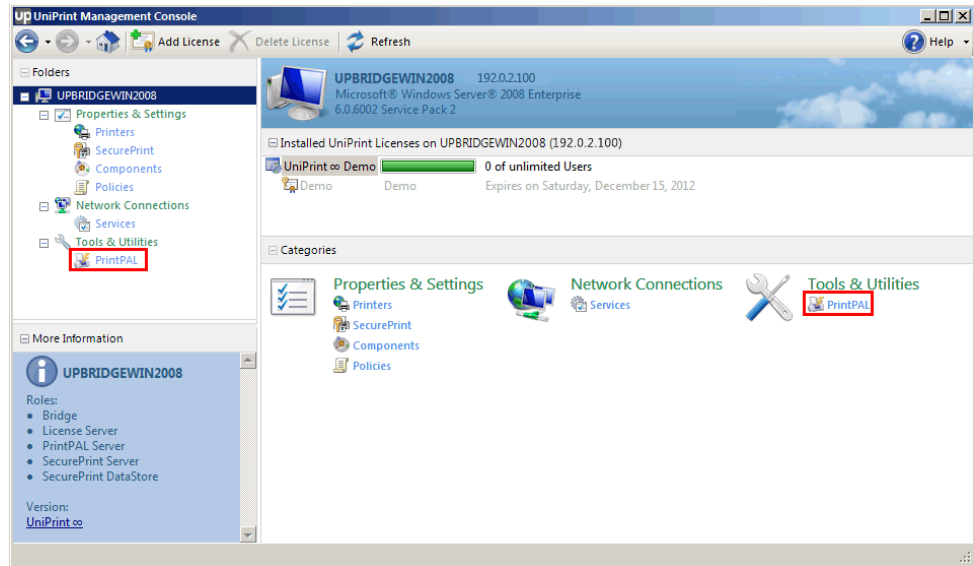 UP UniPrint Management Console
Add License Delete License Refresh Help
Folders
UPBRIDGEWIN2008
Properties & Settings
Printers
SecurePrint
Components
Policies
Network Connections
Services
Tools & Utilities
PrintPAL
More Information
UPBRIDGEWIN2008
Roles:
• Bridge
• License Server
• PrintPAL Server
• SecurePrint Server
• SecurePrint DataStore
Version:
UniPrint ∞
UPBRIDGEWIN2008 192.0.2.100
Microsoft® Windows Server® 2008 Enterprise
6.0.6002 Service Pack 2
Installed UniPrint Licenses on UPBRIDGEWIN2008 (192.0.2.100)
UniPrint ∞ Demo 0 of unlimited Users
Demo Demo Expires on Saturday, December 15, 2012
Categories
Properties & Settings
Printers
SecurePrint
Components
Policies
Network Connections
Services
Tools & Utilities
PrintPAL